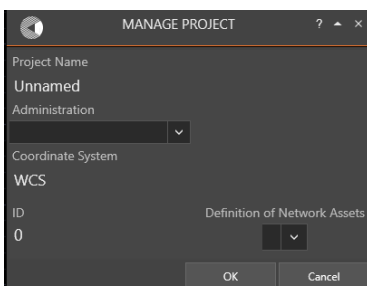 MANAGE PROJECT ? ×
Project Name
Unnamed
Administration
Coordinate System
WCS
ID Definition of Network Assets
0
OK Cancel